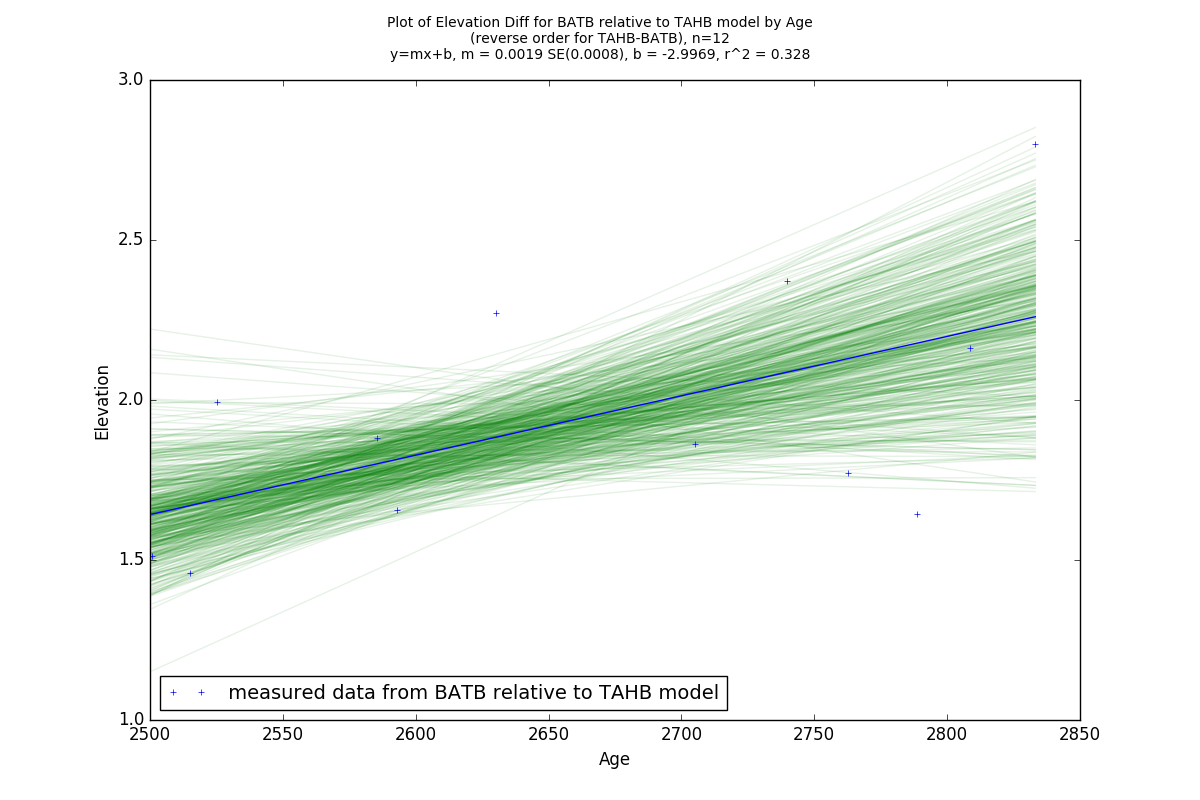 Plot of Elevation Diff for BATB relative to TAHB model by Age
(reverse order for TAHB-BATB), n=12
y=mx+b, m = 0.0019 SE(0.0008), b = -2.9969, r^2 = 0.328
3.0
2.5
2.0
1.5
1.0
Elevation
measured data from BATB relative to TAHB model
2500 2550 2600 2650 2700 2750 2800 2850
Age